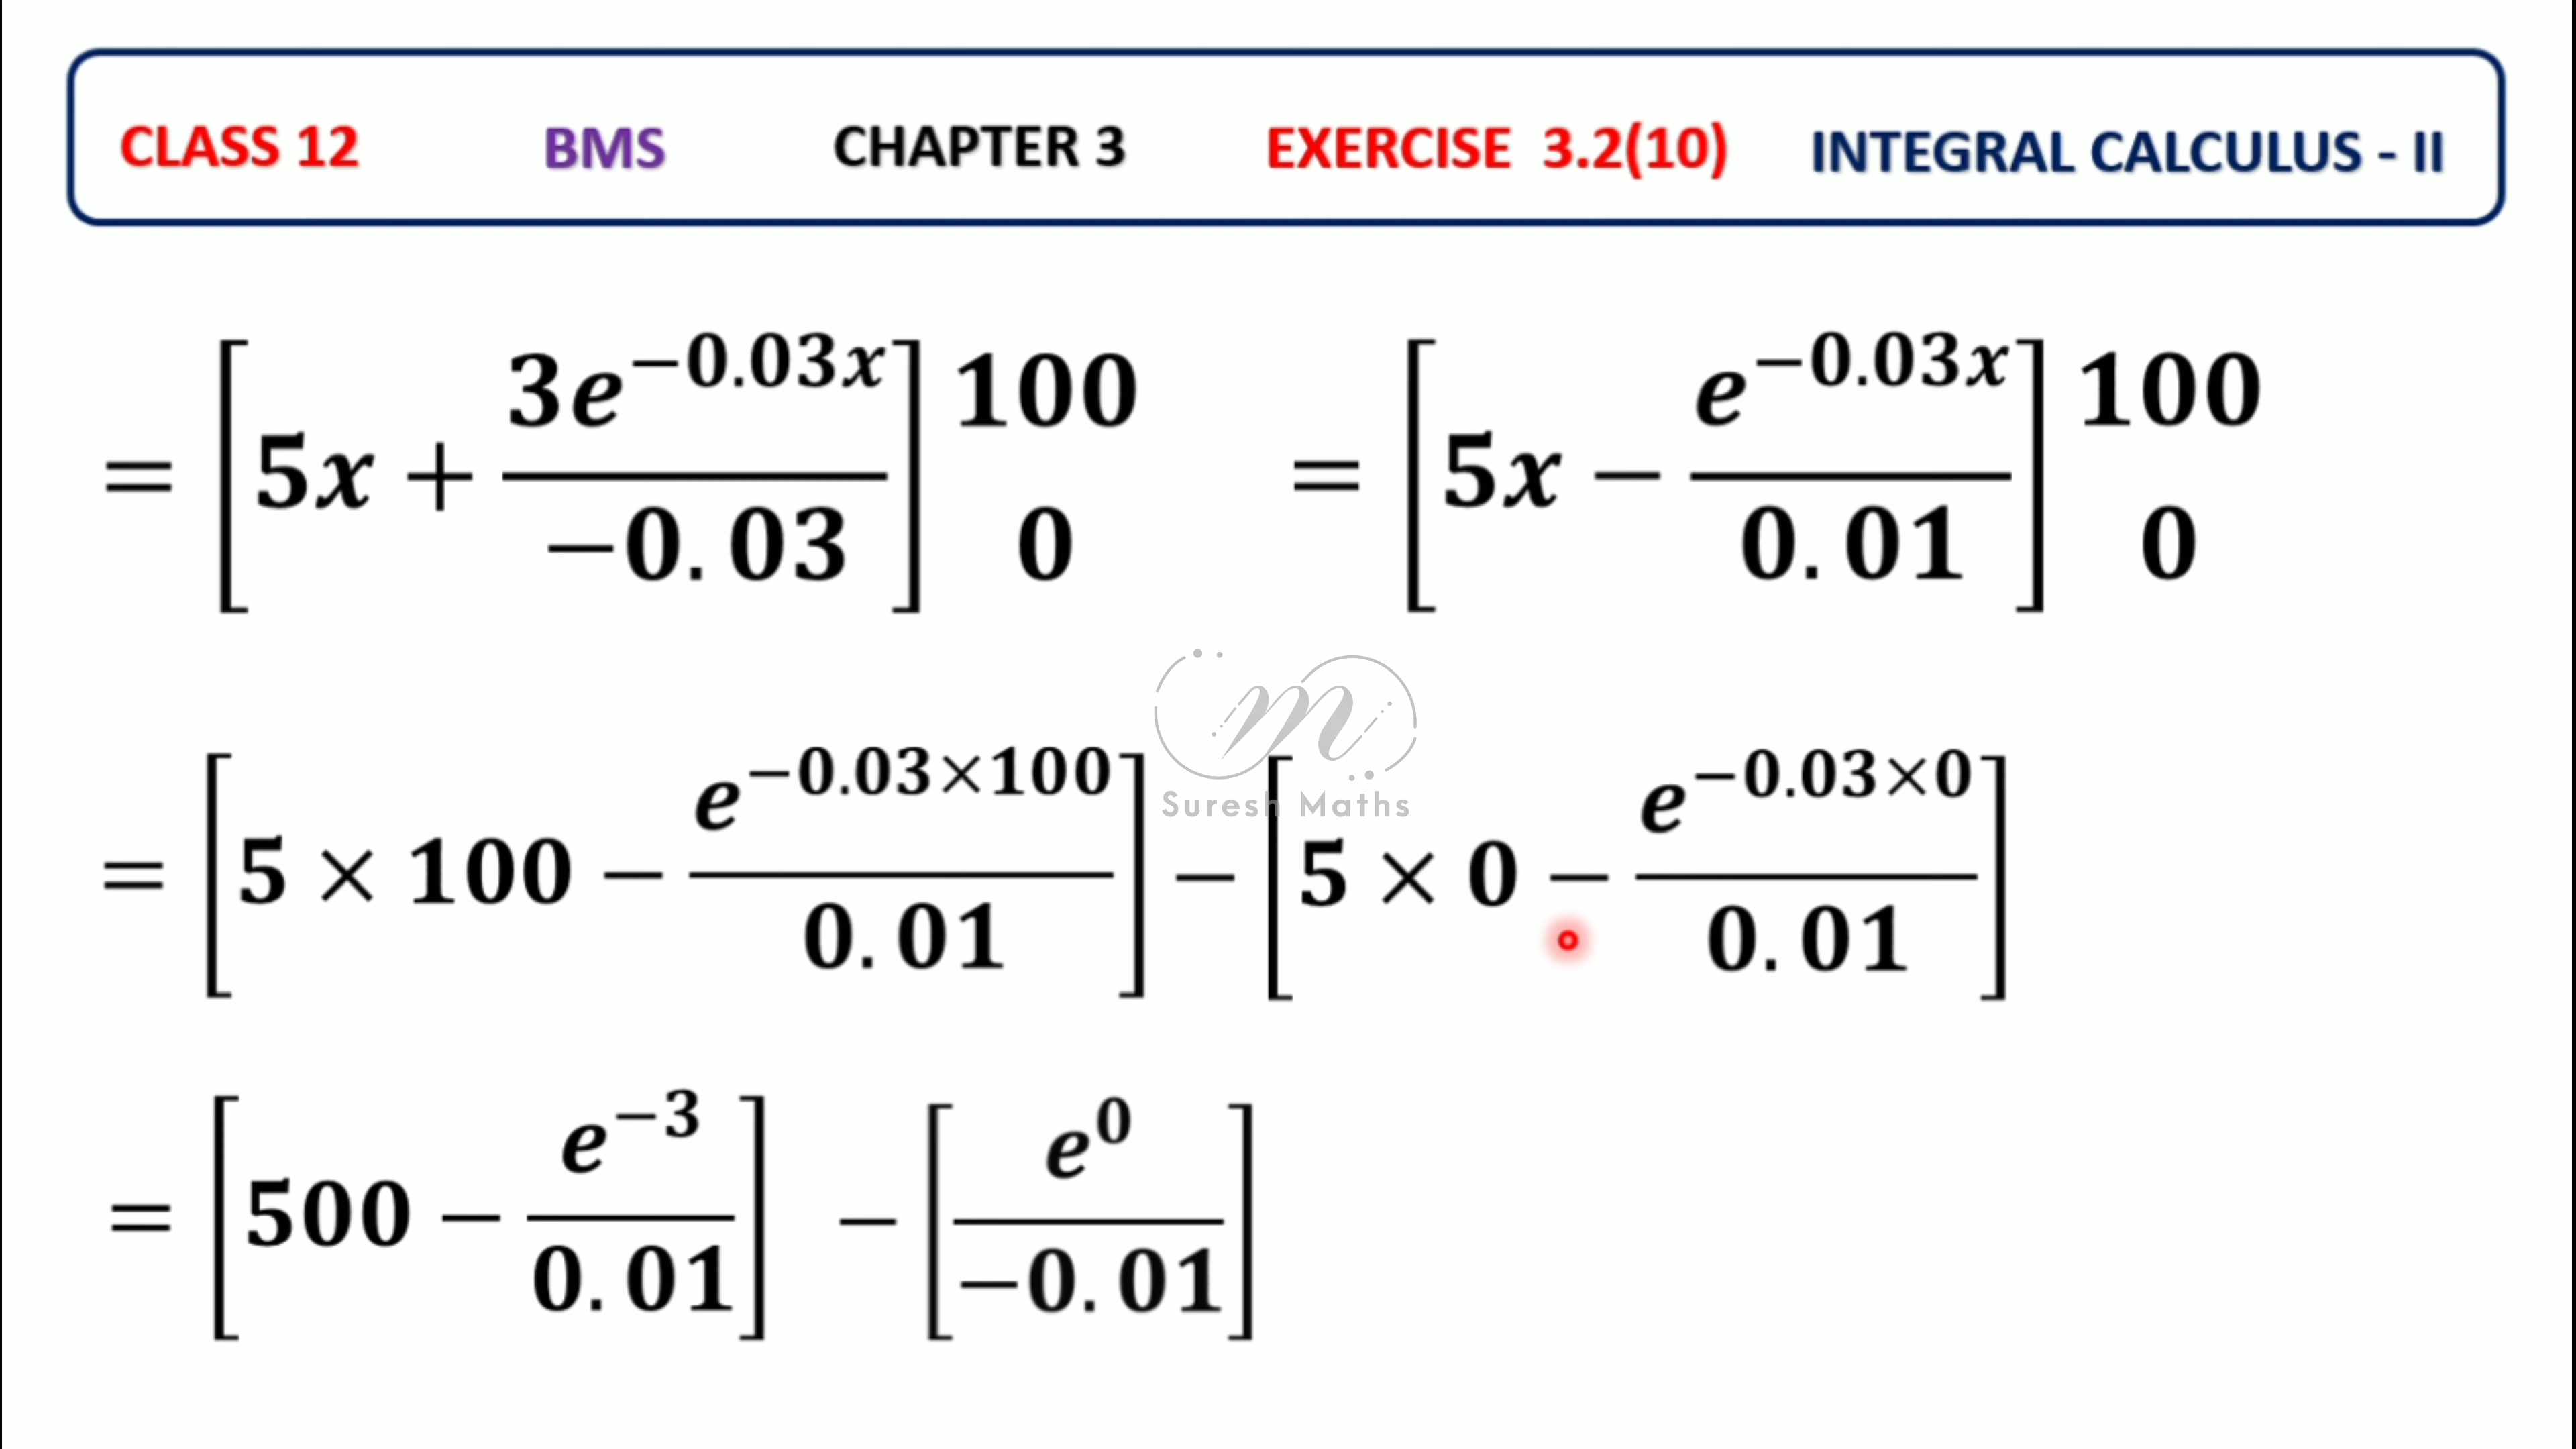 CLASS 12 BMS CHAPTER 3 EXERCISE 3.2(10) INTEGRAL CALCULUS - II
= [5x + 3e^{−0.03x} / −0.03] 100 0 = [5x − e^{−0.03x} / 0.01] 100 0
Suresh Maths
= [5 × 100 − e^{−0.03×100} / 0.01] − [5 × 0 − e^{−0.03×0} / 0.01]
= [500 − e^{−3} / 0.01] − [e^{0} / −0.01]